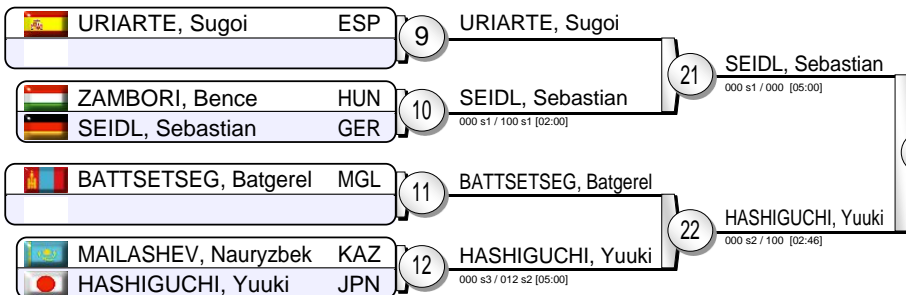 URIARTE, Sugoi ESP
9
URIARTE, Sugoi
ZAMBORI, Bence HUN
SEIDL, Sebastian GER
10
SEIDL, Sebastian
000 s1 / 100 s1 [02:00]
21
SEIDL, Sebastian
000 s1 / 000 [05:00]
BATTSETSEG, Batgerel MGL
11
BATTSETSEG, Batgerel
MAILASHEV, Nauryzbek KAZ
HASHIGUCHI, Yuuki JPN
12
HASHIGUCHI, Yuuki
000 s3 / 012 s2 [05:00]
22
HASHIGUCHI, Yuuki
000 s2 / 100 [02:46]